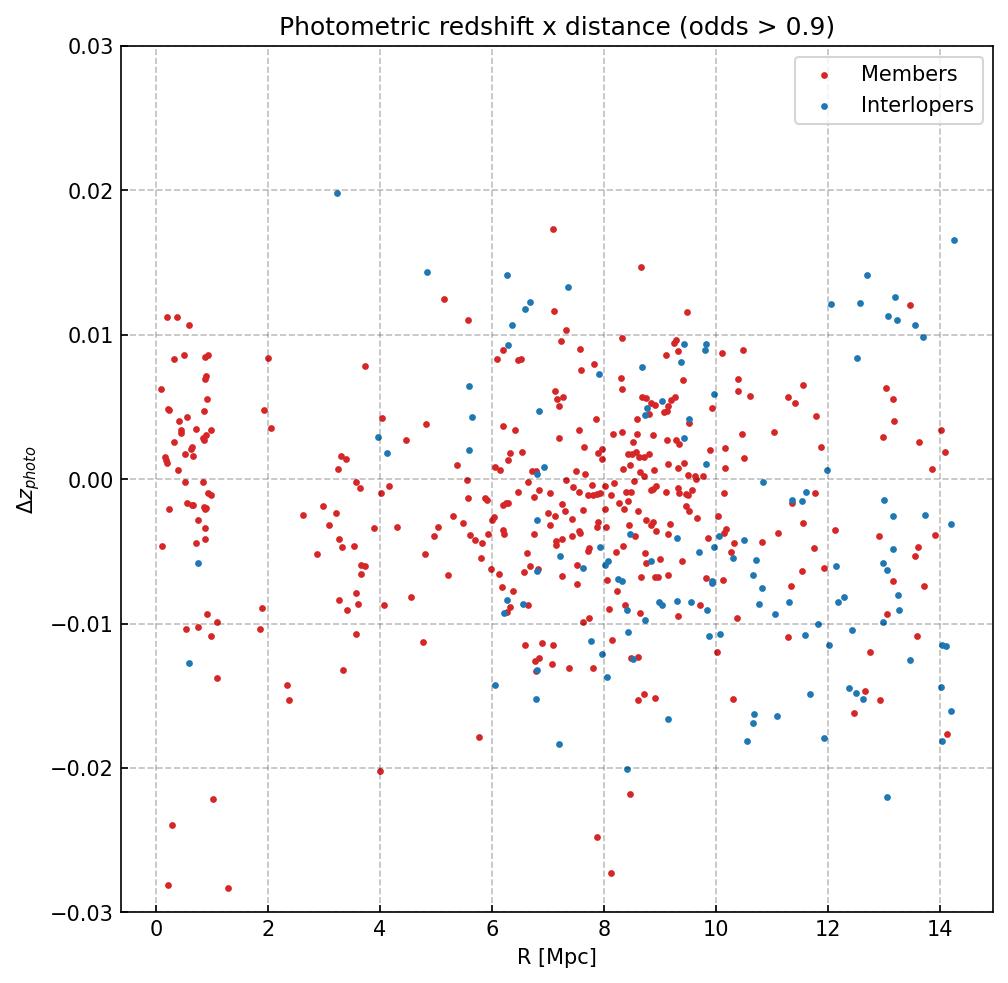 Photometric redshift x distance (odds > 0.9)
Members
Interlopers
0.03
0.02
0.01
0.00
−0.01
−0.02
−0.03
Δz_photo
0 2 4 6 8 10 12 14
R [Mpc]